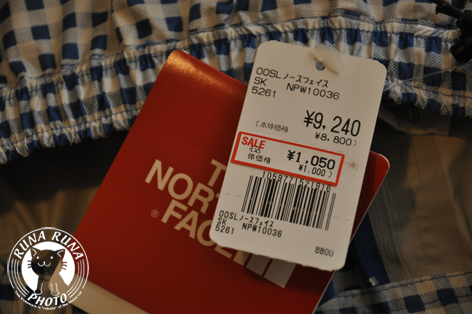 OOSLノースフェイス
SK NPW10036
5261
¥9,240
(本体価格 ¥8,800)
SALE
税込
体価格
¥1,050
¥1,000)
OOSLノースフェイス
SK NPW10036
5261
8800
THE
NORTH
FACE
®
RUNA RUNA
PHOTO